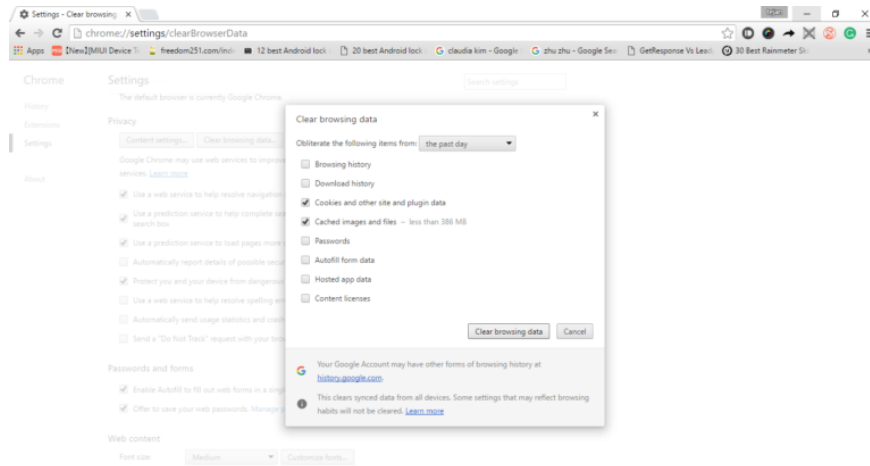 Settings - Clear browsing
chrome://settings/clearBrowserData
Apps [New][MIUI Device T freedom251.com/ind 12 best Android lock 20 best Android lock claudia kim - Google zhu zhu - Google Sea GetResponse Vs Lead 30 Best Rainmeter Sk
Chrome
History
Extensions
Settings
About
Settings
Search settings
The default browser is currently Google Chrome.
Privacy
Content settings... Clear browsing data...
Google Chrome may use web services to improve
services. Learn more
Use a web service to help resolve navigation
Use a prediction service to help complete sea
search box
Use a prediction service to load pages more
Automatically report details of possible secur
Protect you and your device from dangerous
Use a web service to help resolve spelling err
Automatically send usage statistics and crash
Send a "Do Not Track" request with your brow
Passwords and forms
Enable Autofill to fill out web forms in a singl
Offer to save your web passwords. Manage p
Web content
Font size: Medium Customize fonts...
Clear browsing data
Obliterate the following items from: the past day
Browsing history
Download history
Cookies and other site and plugin data
Cached images and files – less than 386 MB
Passwords
Autofill form data
Hosted app data
Content licenses
Clear browsing data Cancel
Your Google Account may have other forms of browsing history at
history.google.com.
This clears synced data from all devices. Some settings that may reflect browsing
habits will not be cleared. Learn more